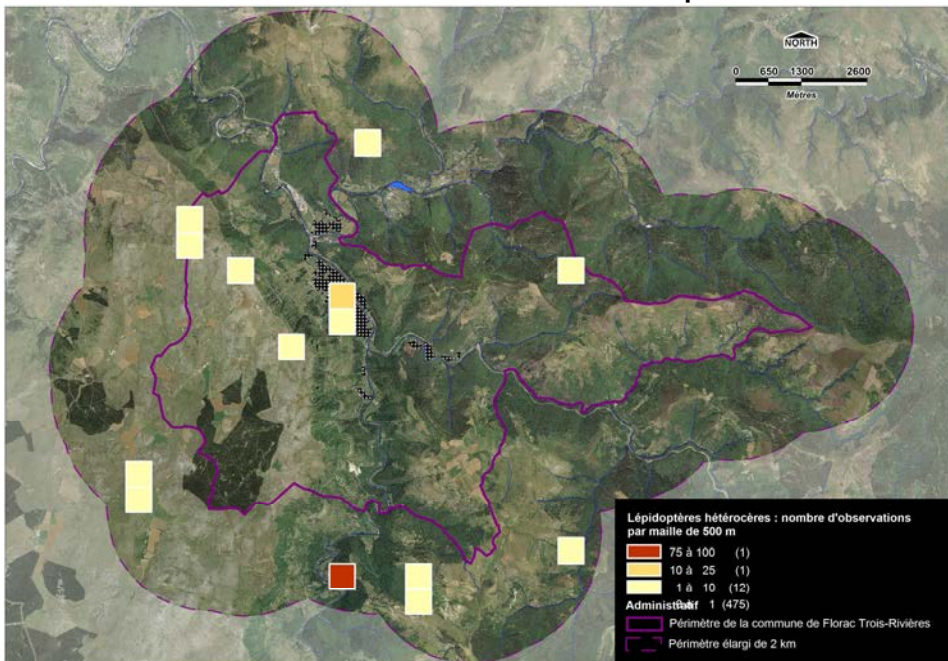 NORTH
0 650 1300 2600
Mètres
Lépidoptères hétérocères : nombre d'observations
par maille de 500 m
75 à 100 (1)
10 à 25 (1)
1 à 10 (12)
1 (475)
Administratif
Périmètre de la commune de Florac Trois-Rivières
Périmètre élargi de 2 km